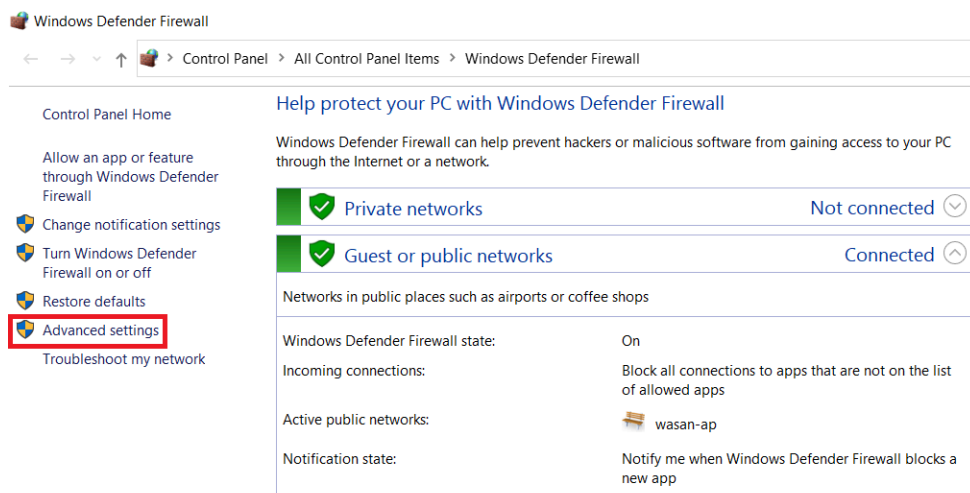 Windows Defender Firewall
Control Panel > All Control Panel Items > Windows Defender Firewall
Control Panel Home
Allow an app or feature
through Windows Defender
Firewall
Change notification settings
Turn Windows Defender
Firewall on or off
Restore defaults
Advanced settings
Troubleshoot my network
Help protect your PC with Windows Defender Firewall
Windows Defender Firewall can help prevent hackers or malicious software from gaining access to your PC
through the Internet or a network.
Private networks Not connected
Guest or public networks Connected
Networks in public places such as airports or coffee shops
Windows Defender Firewall state: On
Incoming connections: Block all connections to apps that are not on the list
of allowed apps
Active public networks: wasan-ap
Notification state: Notify me when Windows Defender Firewall blocks a
new app